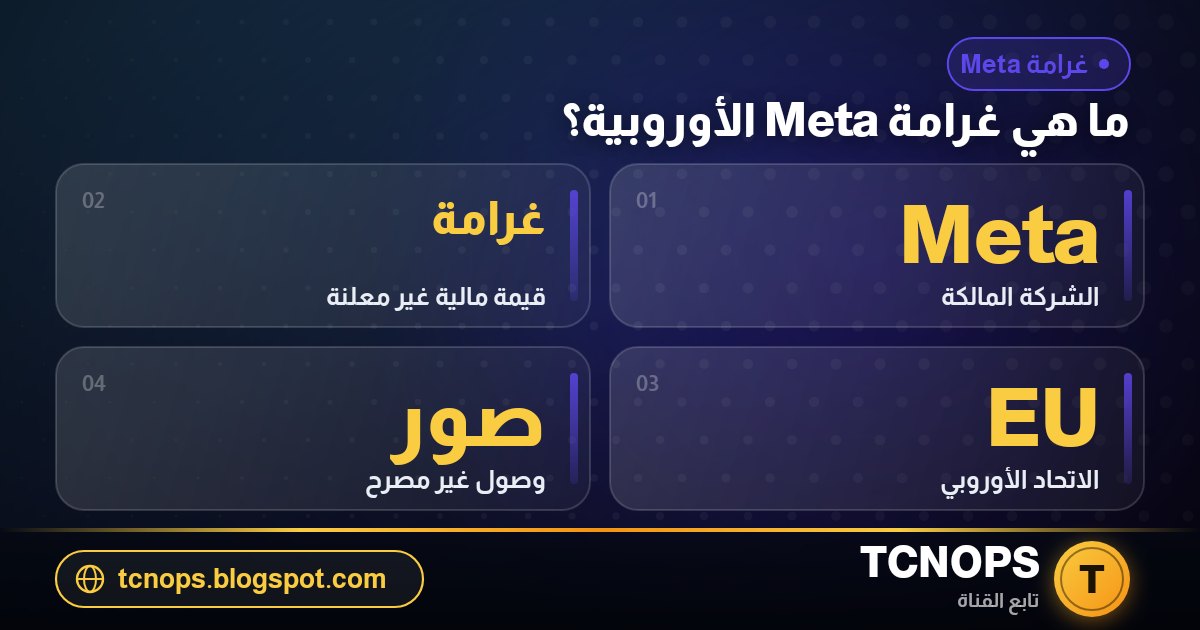 غرامة Meta
ما هي غرامة Meta الأوروبية؟
01
Meta
الشركة المالكة
02
غرامة
قيمة مالية غير معلنة
03
EU
الاتحاد الأوروبي
04
صور
وصول غير مصرح
TCNOPS
تابع القناة
T
tcnops.blogspot.com